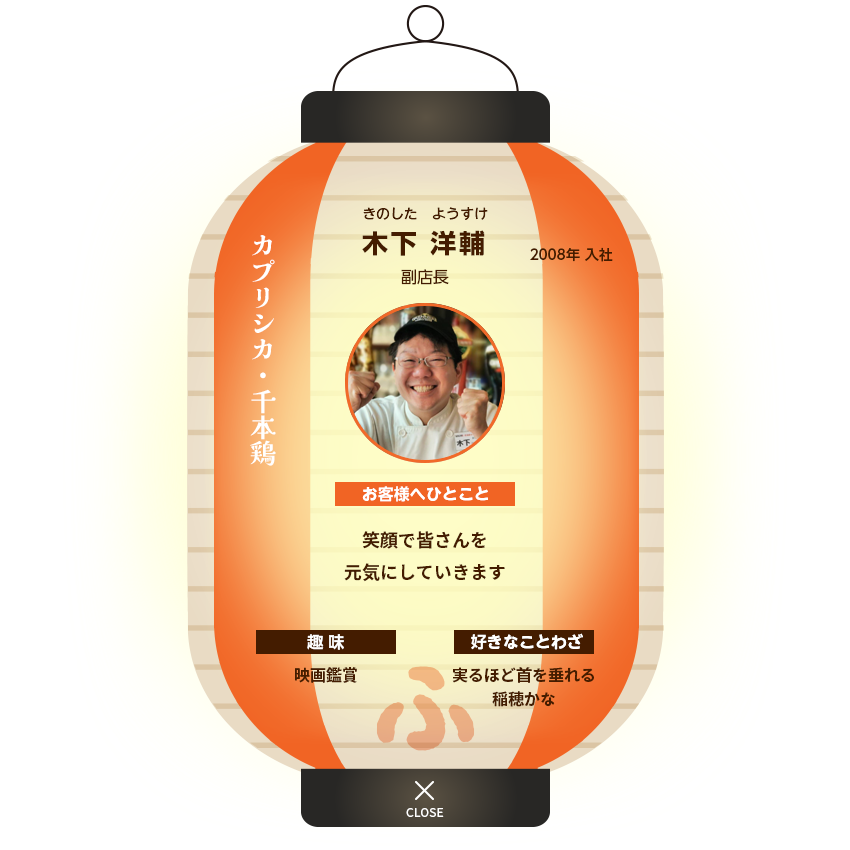 きのした　ようすけ
木下 洋輔
副店長
2008年 入社
カプリシカ・千本鶏
木下
お客様へひとこと
笑顔で皆さんを
元気にしていきます
趣 味
映画鑑賞
好きなことわざ
実るほど首を垂れる
稲穂かな
ふ
CLOSE